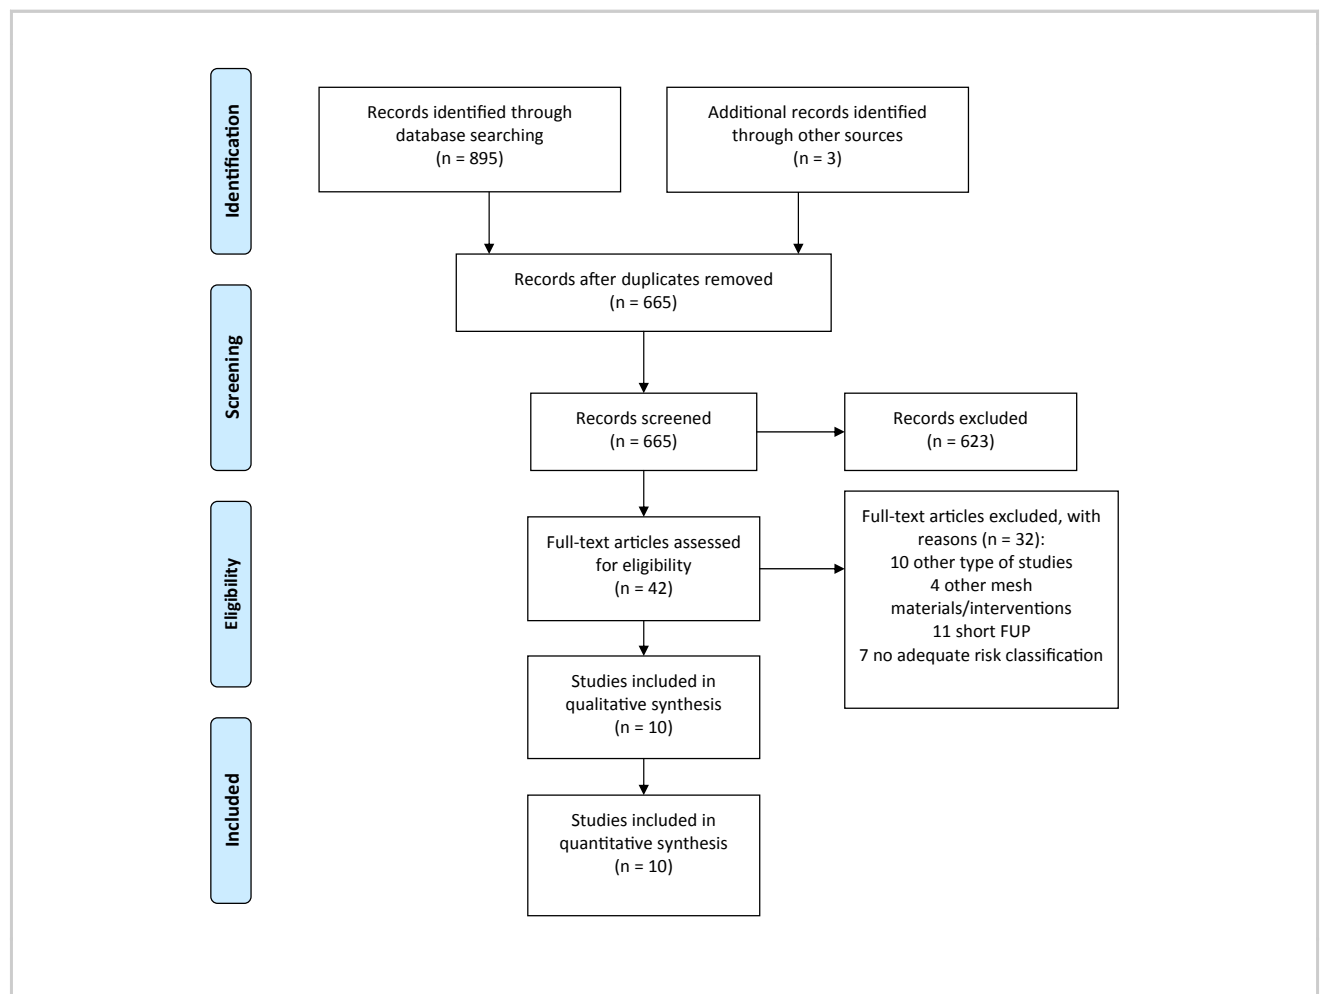 Identification
Records identified through
database searching
(n = 895)
Additional records identified
through other sources
(n = 3)
Records after duplicates removed
(n = 665)
Screening
Records screened
(n = 665)
Records excluded
(n = 623)
Eligibility
Full-text articles assessed
for eligibility
(n = 42)
Full-text articles excluded, with
reasons (n = 32):
10 other type of studies
4 other mesh
materials/interventions
11 short FUP
7 no adequate risk classification
Studies included in
qualitative synthesis
(n = 10)
Included
Studies included in
quantitative synthesis
(n = 10)